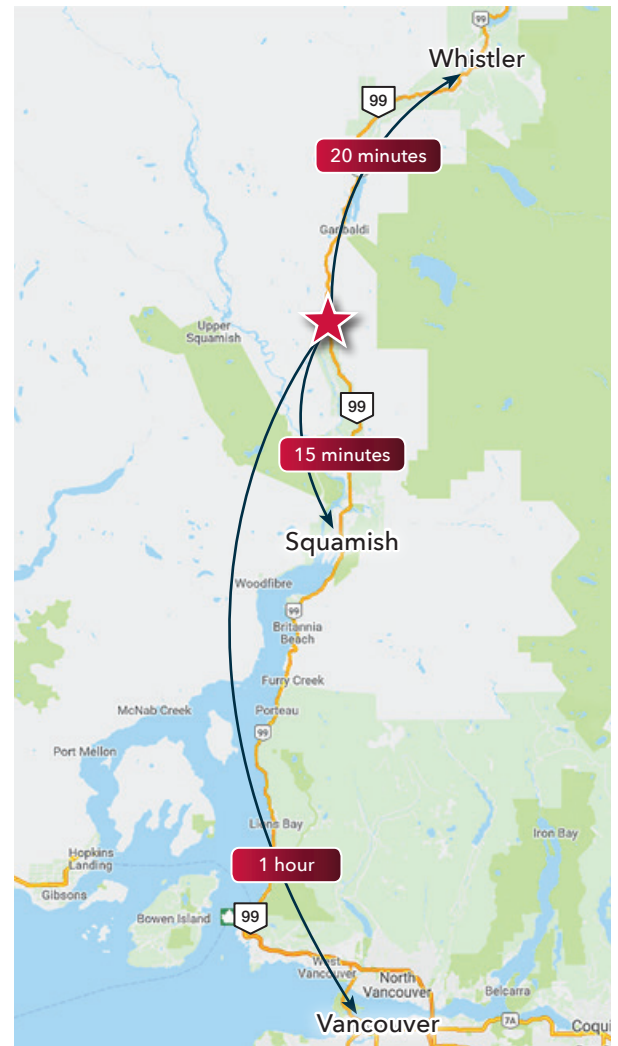 99
Whistler
99
20 minutes
Garibaldi
Upper
Squamish
99
15 minutes
Squamish
Woodfibre
99
Britannia
Beach
Furry Creek
McNab Creek
Porteau
99
Port Mellon
Lions Bay
Iron Bay
Hopkins
Landing
1 hour
Gibsons
Bowen Island
99
West
Vancouver
North
Vancouver
Belcarra
Vancouver
7A
Coqui